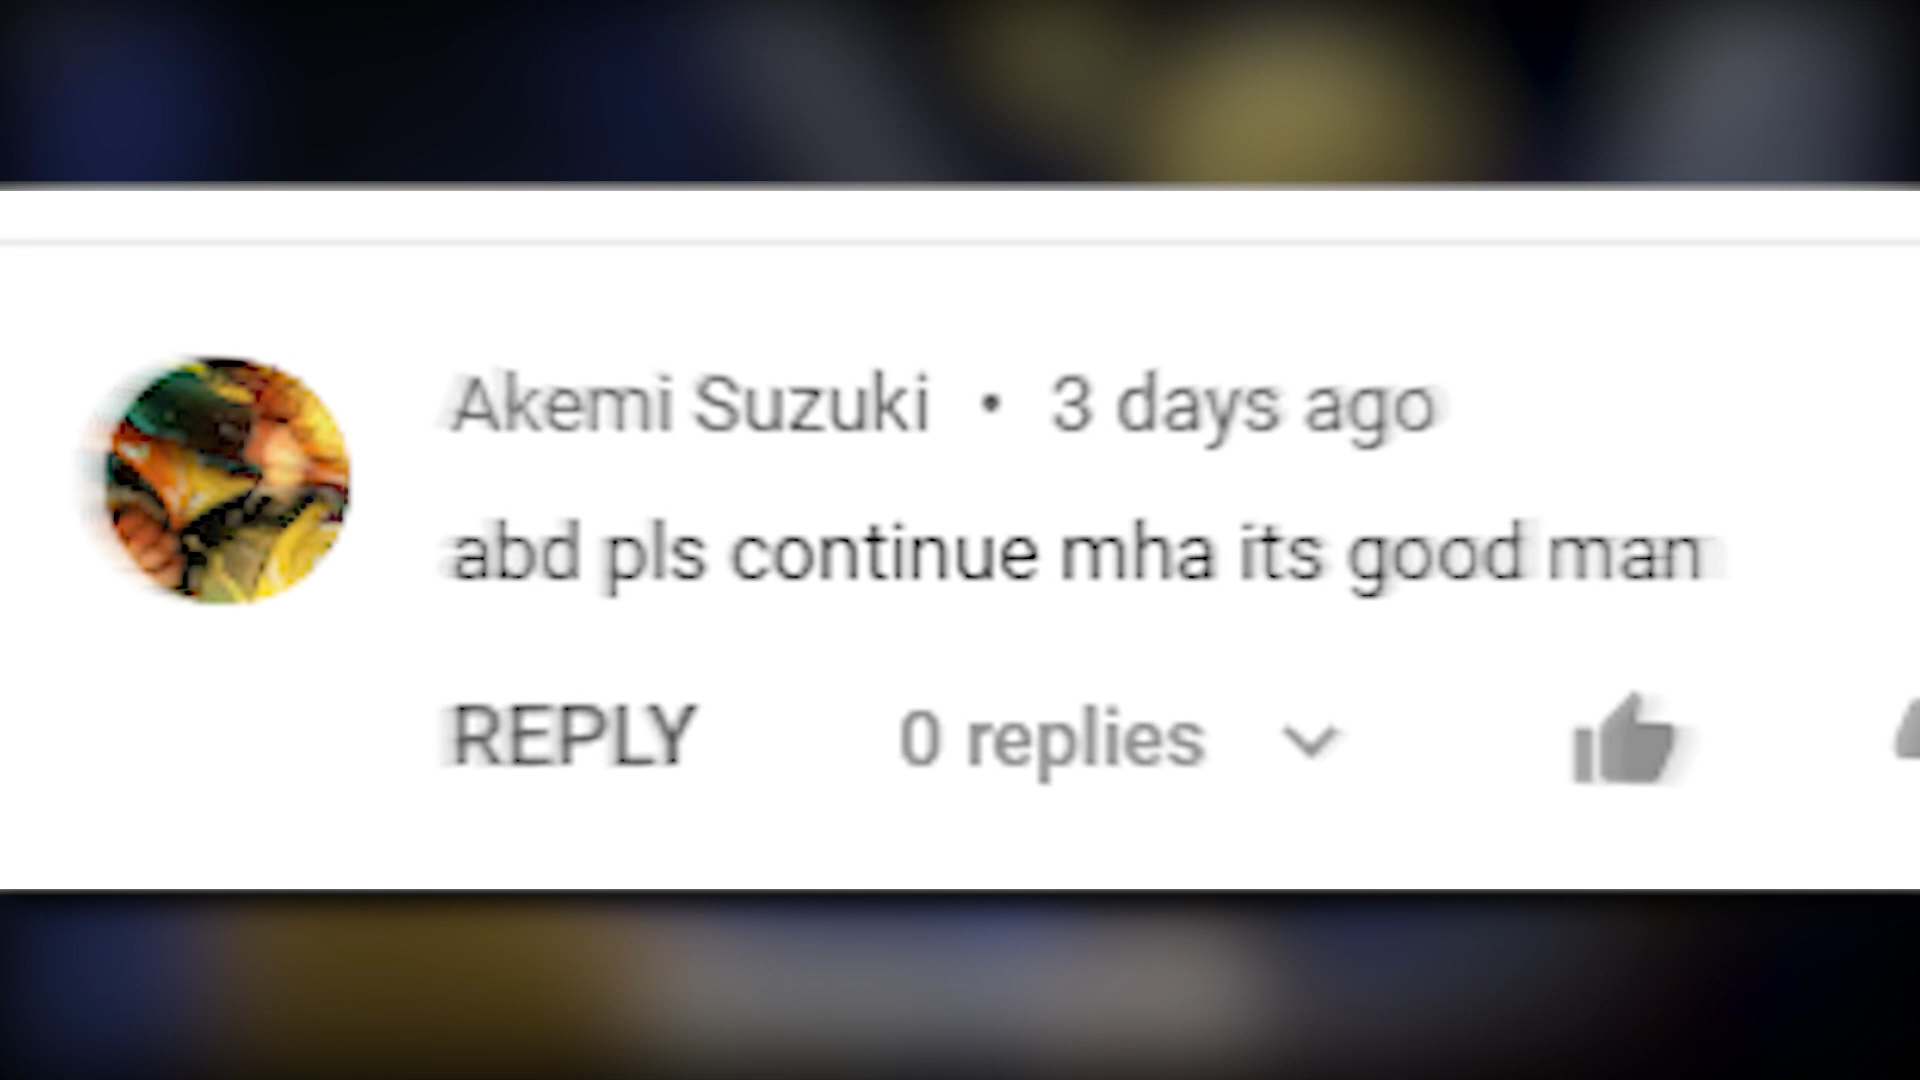 Akemi Suzuki • 3 days ago
abd pls continue mha its good man
REPLY 0 replies